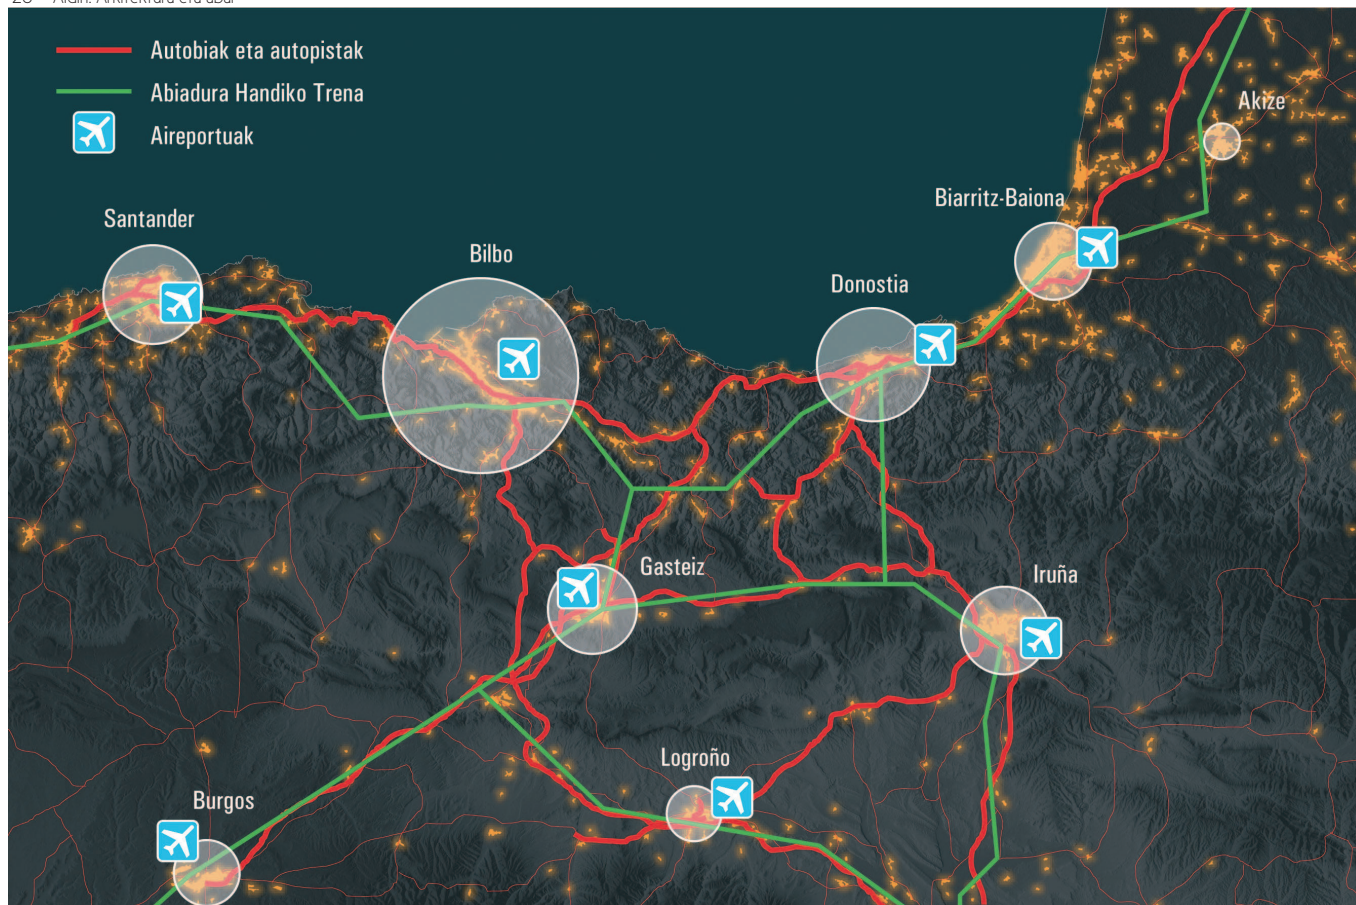 Autobiak eta autopistak
Abiadura Handiko Trena
Aireportuak
Akize
Biarritz-Baiona
Santander
Bilbo
Donostia
Gasteiz
Iruña
Logroño
Burgos